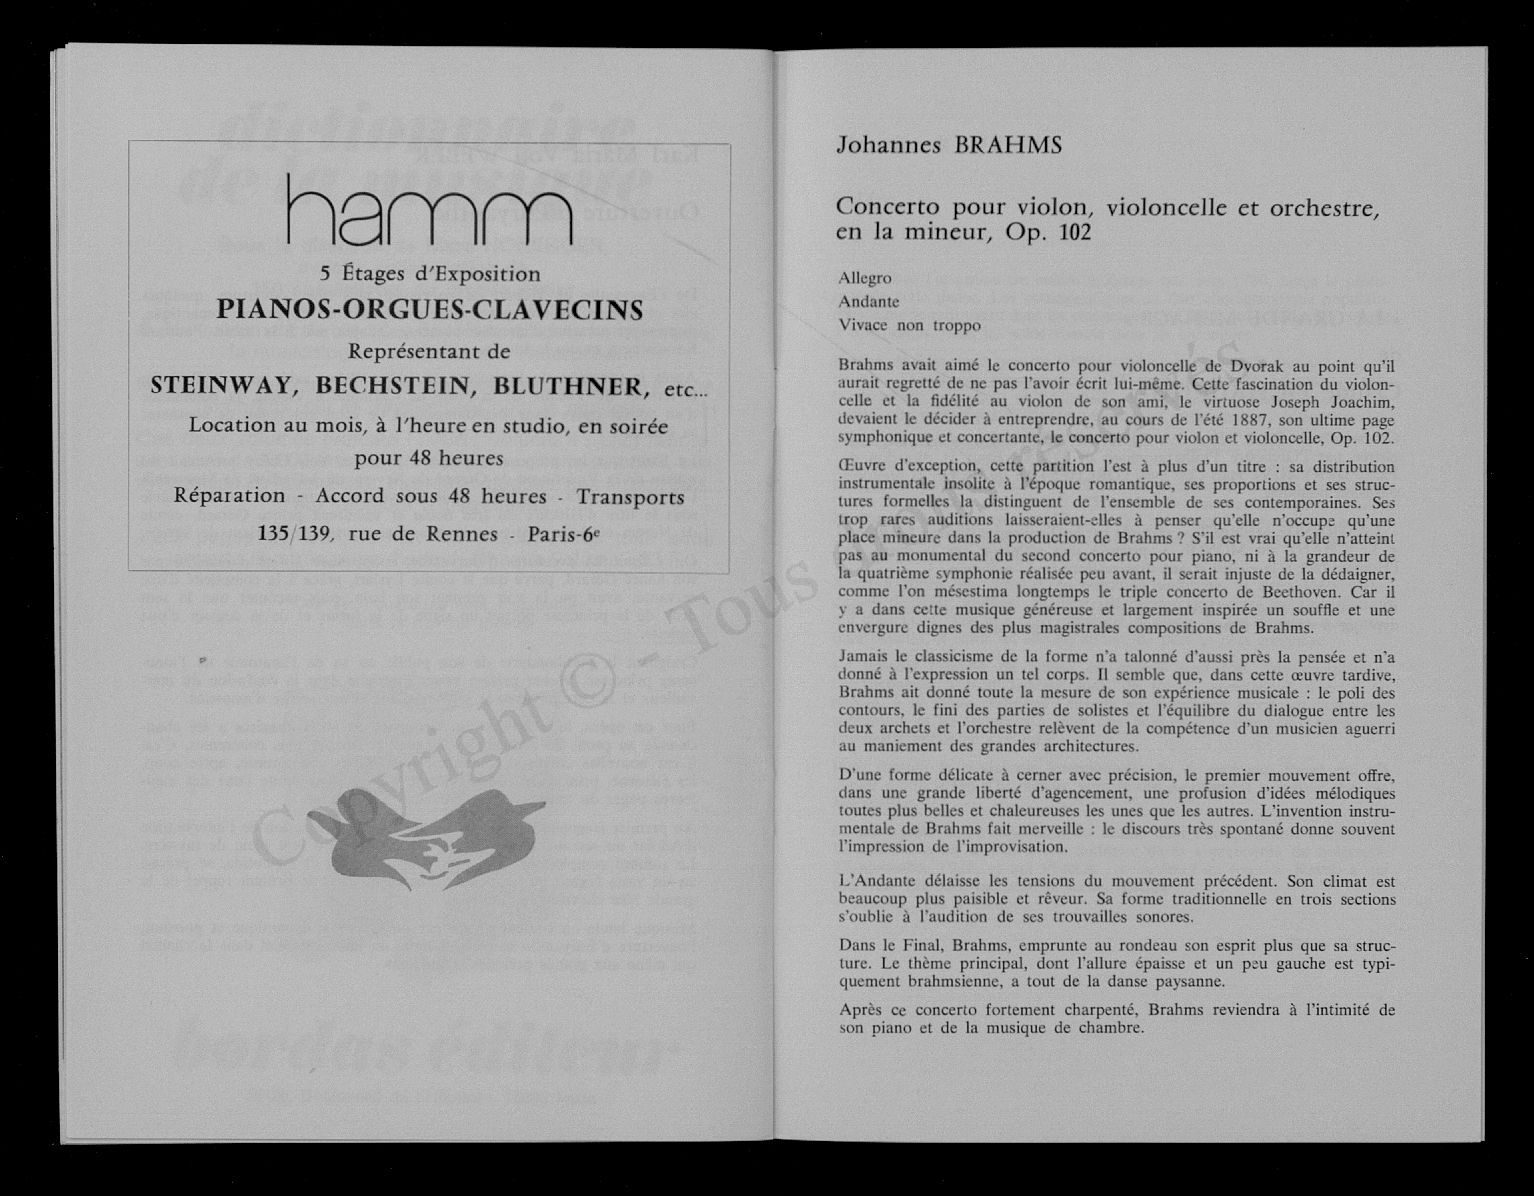 hamm
5 Étages d'Exposition
PIANOS-ORGUES-CLAVECINS
Représentant de
STEINWAY, BECHSTEIN, BLUTHNER, etc...
Location au mois, à l'heure en studio, en soirée
pour 48 heures
Réparation - Accord sous 48 heures - Transports
135/139, rue de Rennes - Paris-6e
Copyright © - Tous droits réservés.
Johannes BRAHMS
Concerto pour violon, violoncelle et orchestre,
en la mineur, Op. 102
Allegro
Andante
Vivace non troppo
Brahms avait aimé le concerto pour violoncelle de Dvorak au point qu'il
aurait regretté de ne pas l'avoir écrit lui-même. Cette fascination du violon-
celle et la fidélité au violon de son ami, le virtuose Joseph Joachim,
devaient le décider à entreprendre, au cours de l'été 1887, son ultime page
symphonique et concertante, le concerto pour violon et violoncelle, Op. 102.
Œuvre d'exception, cette partition l'est à plus d'un titre : sa distribution
instrumentale insolite à l'époque romantique, ses proportions et ses struc-
tures formelles la distinguent de l'ensemble de ses contemporaines. Ses
trop rares auditions laisseraient-elles à penser qu'elle n'occupe qu'une
place mineure dans la production de Brahms ? S'il est vrai qu'elle n'atteint
pas au monumental du second concerto pour piano, ni à la grandeur de
la quatrième symphonie réalisée peu avant, il serait injuste de la dédaigner,
comme l'on mésestima longtemps le triple concerto de Beethoven. Car il
y a dans cette musique généreuse et largement inspirée un souffle et une
envergure dignes des plus magistrales compositions de Brahms.
Jamais le classicisme de la forme n'a talonné d'aussi près la pensée et n'a
donné à l'expression un tel corps. Il semble que, dans cette œuvre tardive,
Brahms ait donné toute la mesure de son expérience musicale : le poli des
contours, le fini des parties de solistes et l'équilibre du dialogue entre les
deux archets et l'orchestre relèvent de la compétence d'un musicien aguerri
au maniement des grandes architectures.
D'une forme délicate à cerner avec précision, le premier mouvement offre,
dans une grande liberté d'agencement, une profusion d'idées mélodiques
toutes plus belles et chaleureuses les unes que les autres. L'invention instru-
mentale de Brahms fait merveille : le discours très spontané donne souvent
l'impression de l'improvisation.
L'Andante délaisse les tensions du mouvement précédent. Son climat est
beaucoup plus paisible et rêveur. Sa forme traditionnelle en trois sections
s'oublie à l'audition de ses trouvailles sonores.
Dans le Final, Brahms, emprunte au rondeau son esprit plus que sa struc-
ture. Le thème principal, dont l'allure épaisse et un peu gauche est typi-
quement brahmsienne, a tout de la danse paysanne.
Après ce concerto fortement charpenté, Brahms reviendra à l'intimité de
son piano et de la musique de chambre.